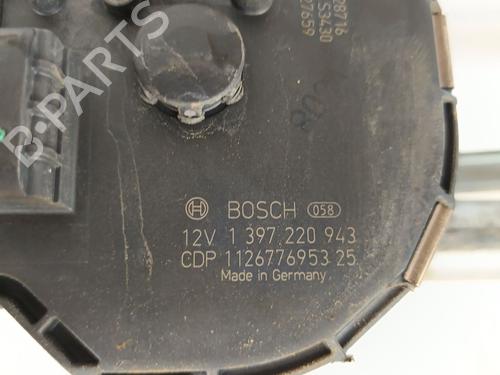 BOSCH 058
12V 1 397 220 943
CDP 1126776953 25
Made in Germany
B-PARTS